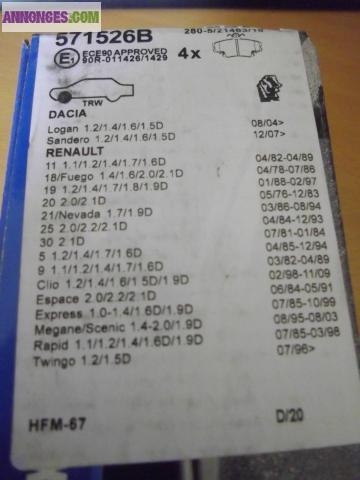 ANNONCES.COM
280-5/21463/18
571526B
E1 ECE90 APPROVED
90R-011426/1429
4x
TRW
DACIA
Logan 1.2/1.4/1.6/1.5D 08/04>
Sandero 1.2/1.4/1.6/1.5D 12/07>
RENAULT
11 1.1/1.2/1.4/1.7/1.6D 04/82-04/89
18/Fuego 1.4/1.6/2.0/2.1D 04/78-07/86
19 1.2/1.4/1.7/1.8/1.9D 01/88-02/97
20 2.0/2.1D 05/76-12/83
21/Nevada 1.7/1.9D 03/86-08/94
25 2.0/2.2/2.1D 04/84-12/93
30 2.1D 07/81-01/84
5 1.2/1.4/1.7/1.6D 04/85-12/94
9 1.1/1.2/1.4/1.7/1.6D 03/82-04/89
Clio 1.2/1.4/1.6/1.5D/1.9D 02/98-11/09
Espace 2.0/2.2/2.1D 06/84-05/91
Express 1.0-1.4/1.6D/1.9D 07/85-10/99
Megane/Scenic 1.4-2.0/1.9D 08/95-08/03
Rapid 1.1/1.2/1.4/1.6D/1.9D 07/85-03/98
Twingo 1.2/1.5D 07/96>
HFM-67 D/20